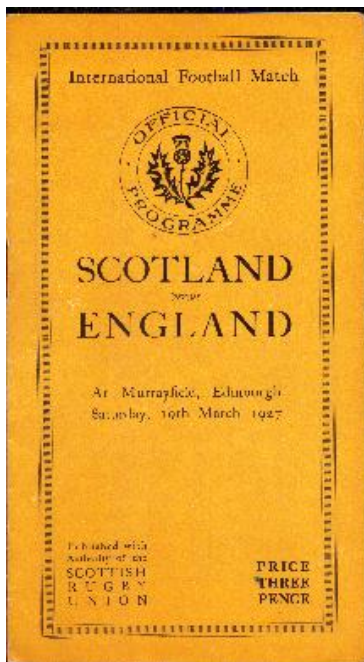 International Football Match
OFFICIAL
PROGRAMME
SCOTLAND
versus
ENGLAND
At Murrayfield, Edinburgh
Saturday, 19th March 1927
Published with
Authority of the
SCOTTISH
RUGBY
UNION
PRICE
THREE
PENCE